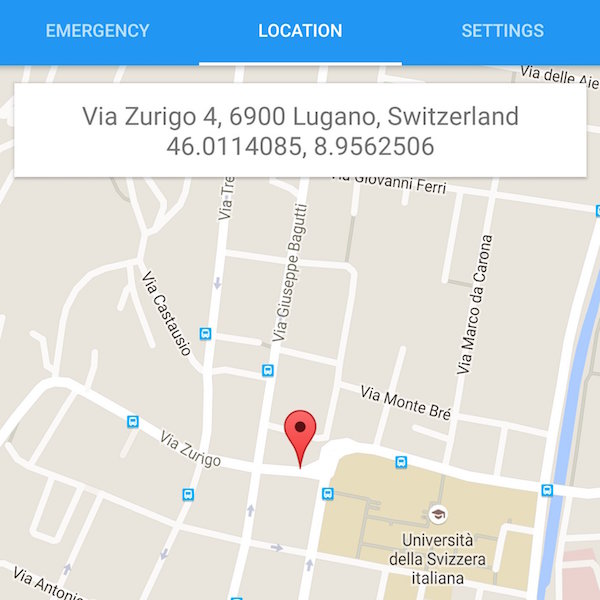 EMERGENCY
LOCATION
SETTINGS
Via delle Aie
Via Zurigo 4, 6900 Lugano, Switzerland
46.0114085, 8.9562506
Giovanni Ferri
Via Tre
Via Giuseppe Bagutti
Via Marco da Carona
Via Castausio
Via Monte Bré
Via Zurigo
Università
della Svizzera
italiana
Via Antonio